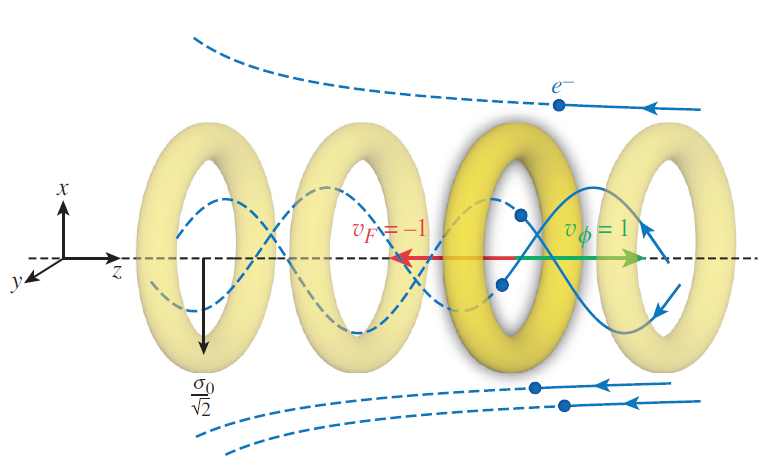 e⁻
x
v_F = −1
v_ϕ = 1
y
z
σ₀
√2